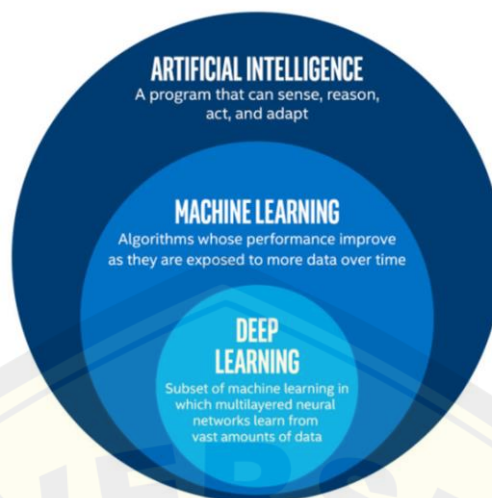 ARTIFICIAL INTELLIGENCE
A program that can sense, reason,
act, and adapt
MACHINE LEARNING
Algorithms whose performance improve
as they are exposed to more data over time
DEEP
LEARNING
Subset of machine learning in
which multilayered neural
networks learn from
vast amounts of data